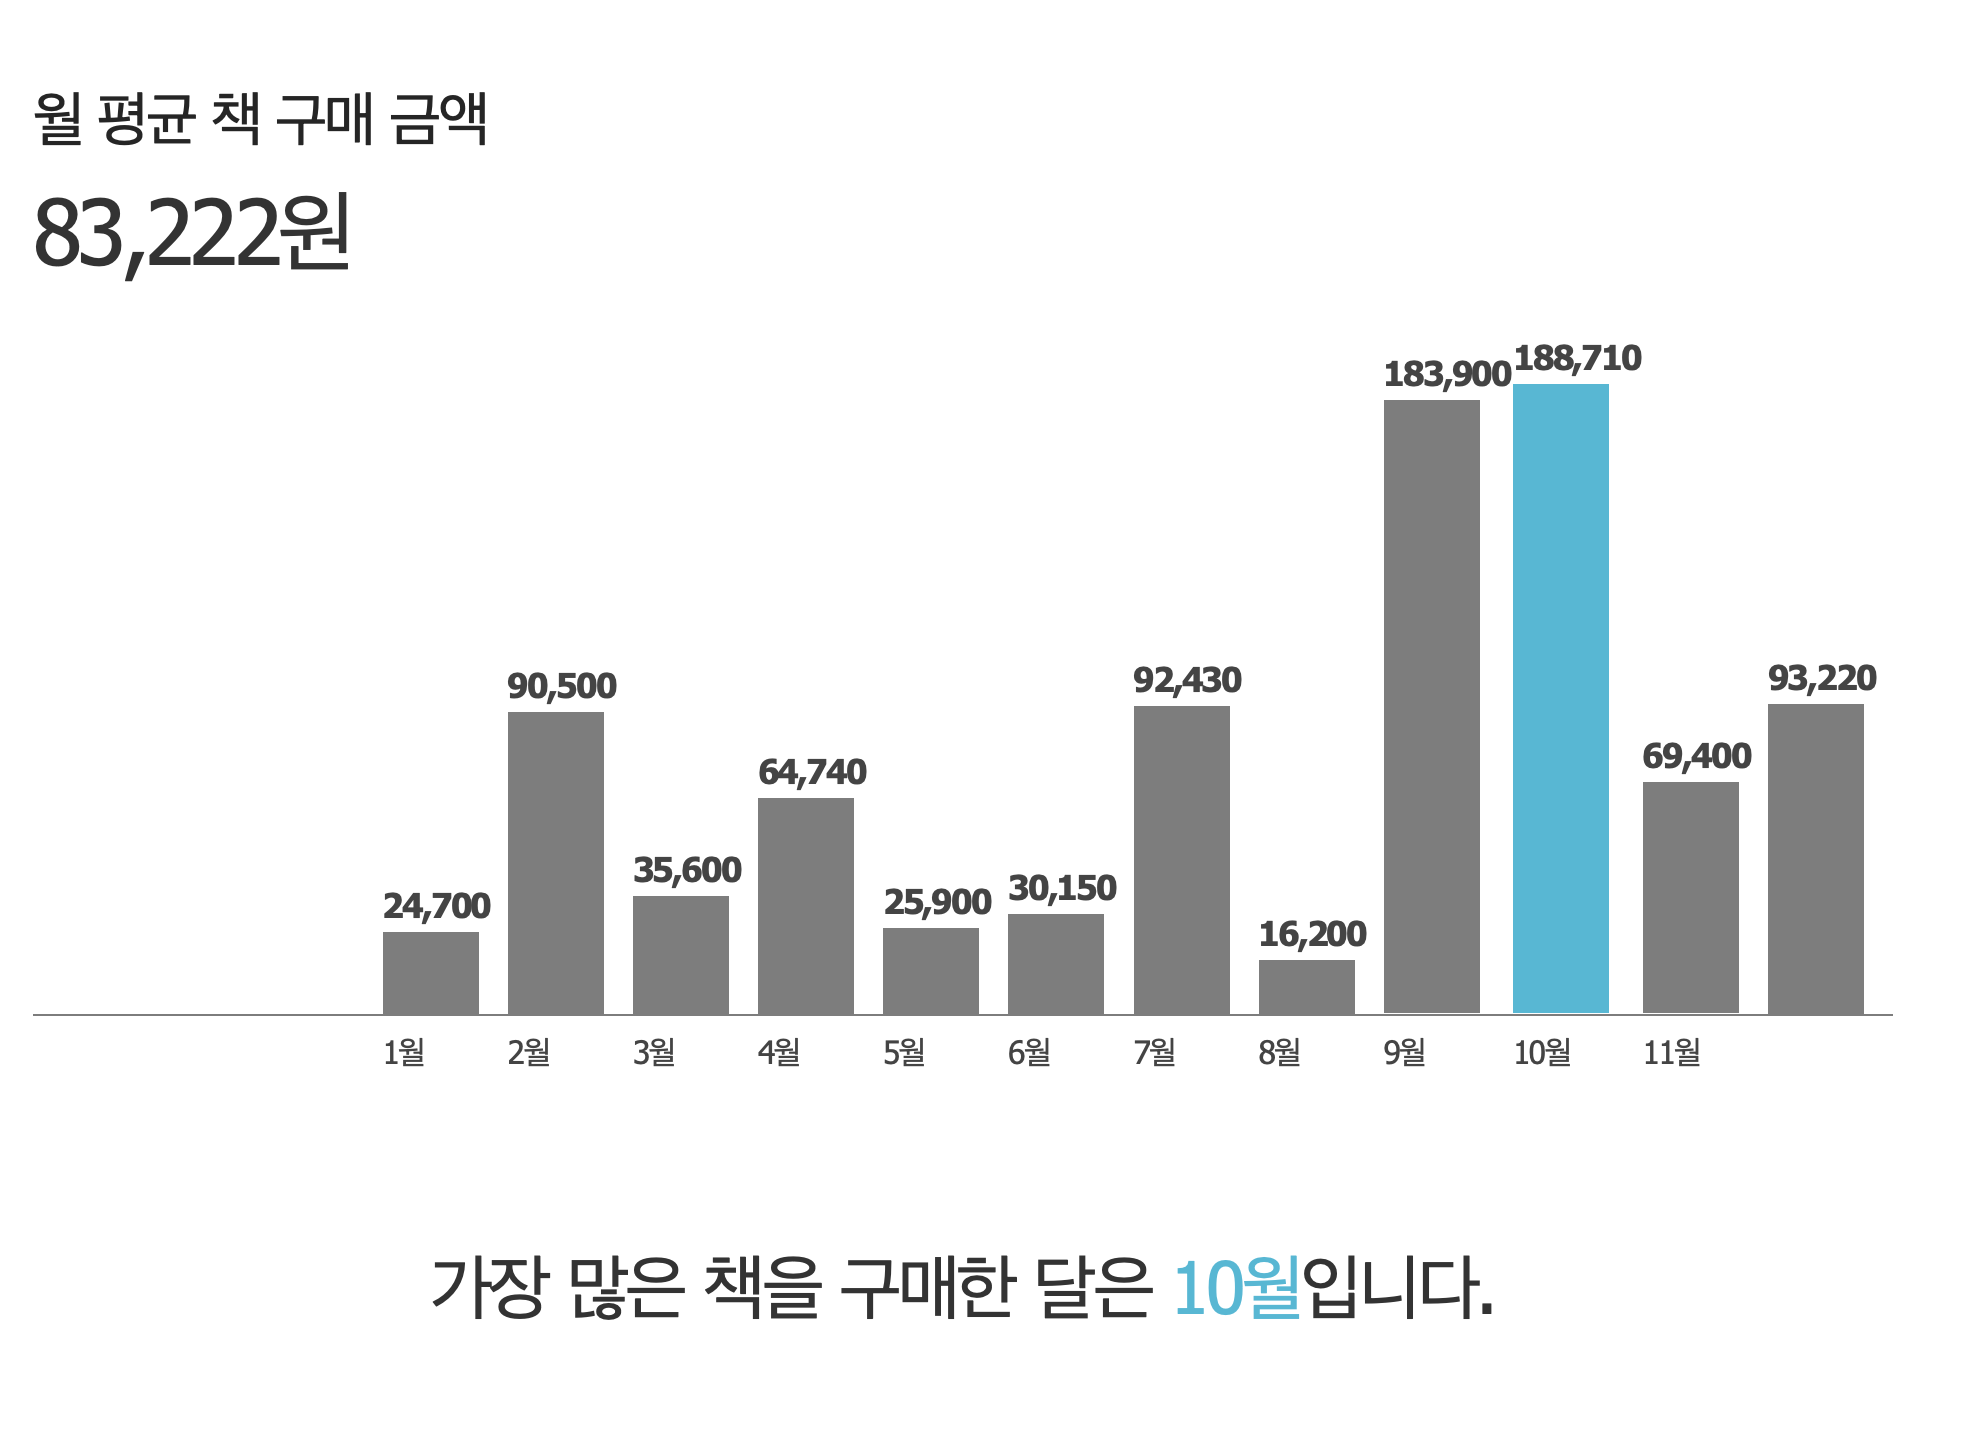 월 평균 책 구매 금액
83,222원
24,700 90,500 35,600 64,740 25,900 30,150 92,430 16,200 183,900 188,710 69,400 93,220
1월 2월 3월 4월 5월 6월 7월 8월 9월 10월 11월
가장 많은 책을 구매한 달은 10월입니다.